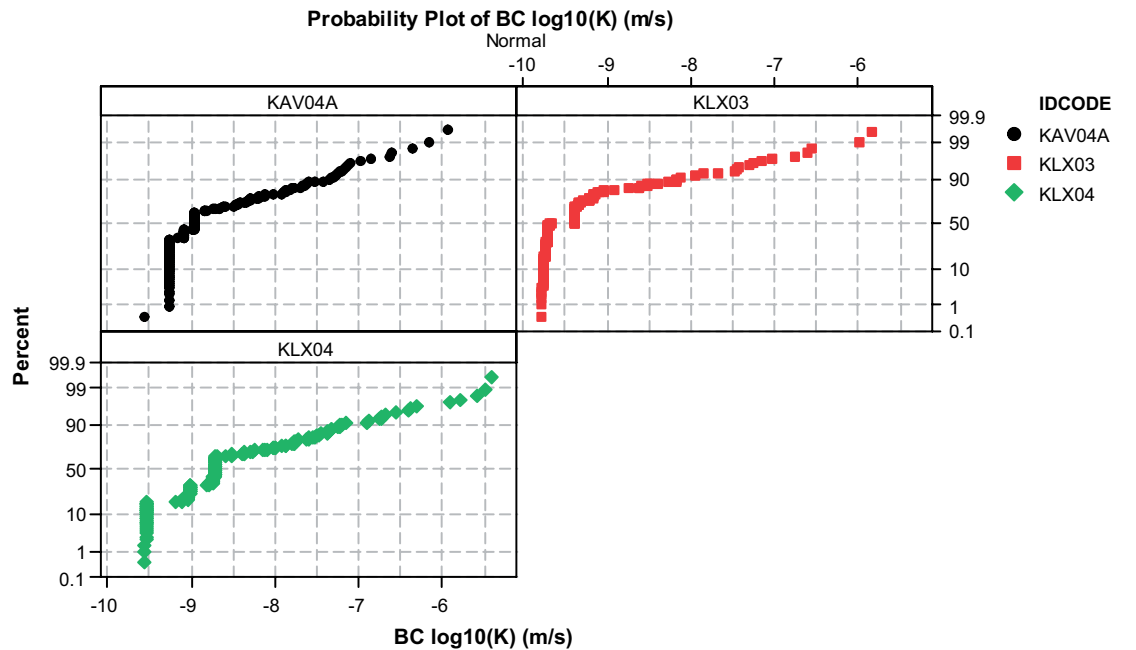 Probability Plot of BC log10(K) (m/s)
Normal
-10 -9 -8 -7 -6
KAV04A KLX03
IDCODE
KAV04A
KLX03
KLX04
99.9
99
90
50
10
1
0.1
KLX04
Percent
99.9
99
90
50
10
1
0.1
-10 -9 -8 -7 -6
BC log10(K) (m/s)